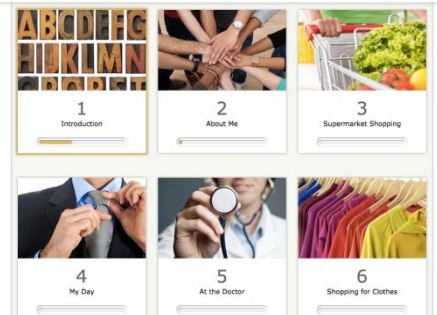 ABCDEFG
HIJKLMN
1
Introduction
2
About Me
3
Supermarket Shopping
4
My Day
5
At the Doctor
6
Shopping for Clothes